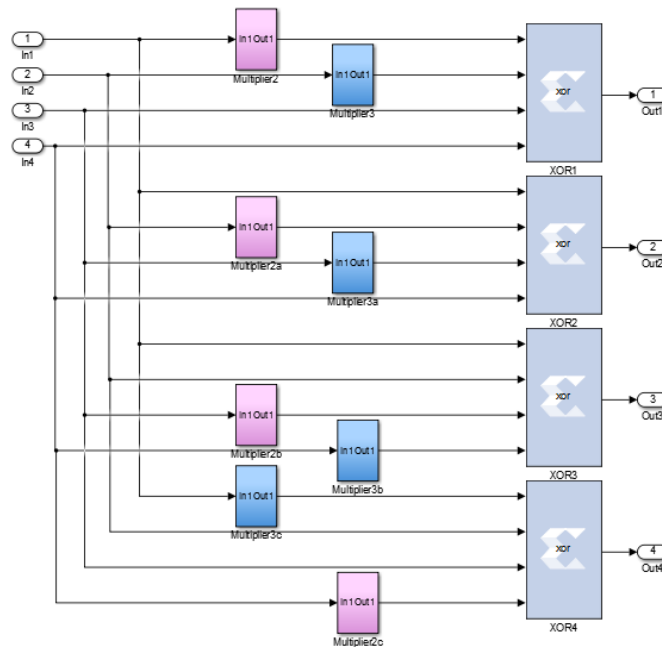 1
In1
2
In2
3
In3
4
In4
In1 Out1
Multiplier2
In1 Out1
Multiplier3
xor
XOR1
1
Out1
In1 Out1
Multiplier2a
In1 Out1
Multiplier3a
xor
XOR2
2
Out2
In1 Out1
Multiplier2b
In1 Out1
Multiplier3b
xor
XOR3
3
Out3
In1 Out1
Multiplier3c
In1 Out1
Multiplier2c
xor
XOR4
4
Out4